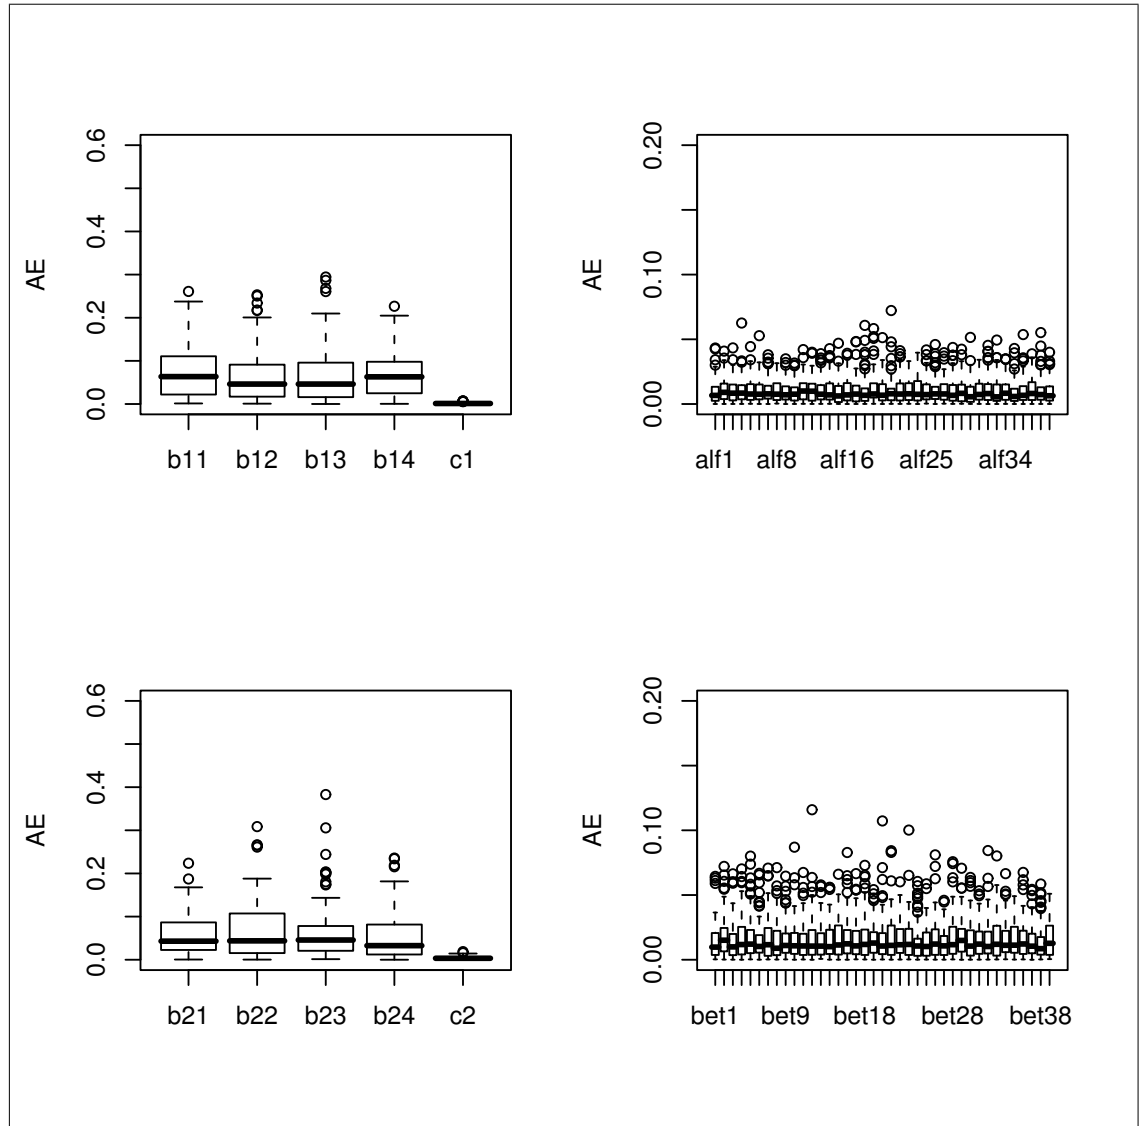 AE
0.0 0.2 0.4 0.6
b11 b12 b13 b14 c1
AE
0.00 0.10 0.20
alf1 alf8 alf16 alf25 alf34
AE
0.0 0.2 0.4 0.6
b21 b22 b23 b24 c2
AE
0.00 0.10 0.20
bet1 bet9 bet18 bet28 bet38